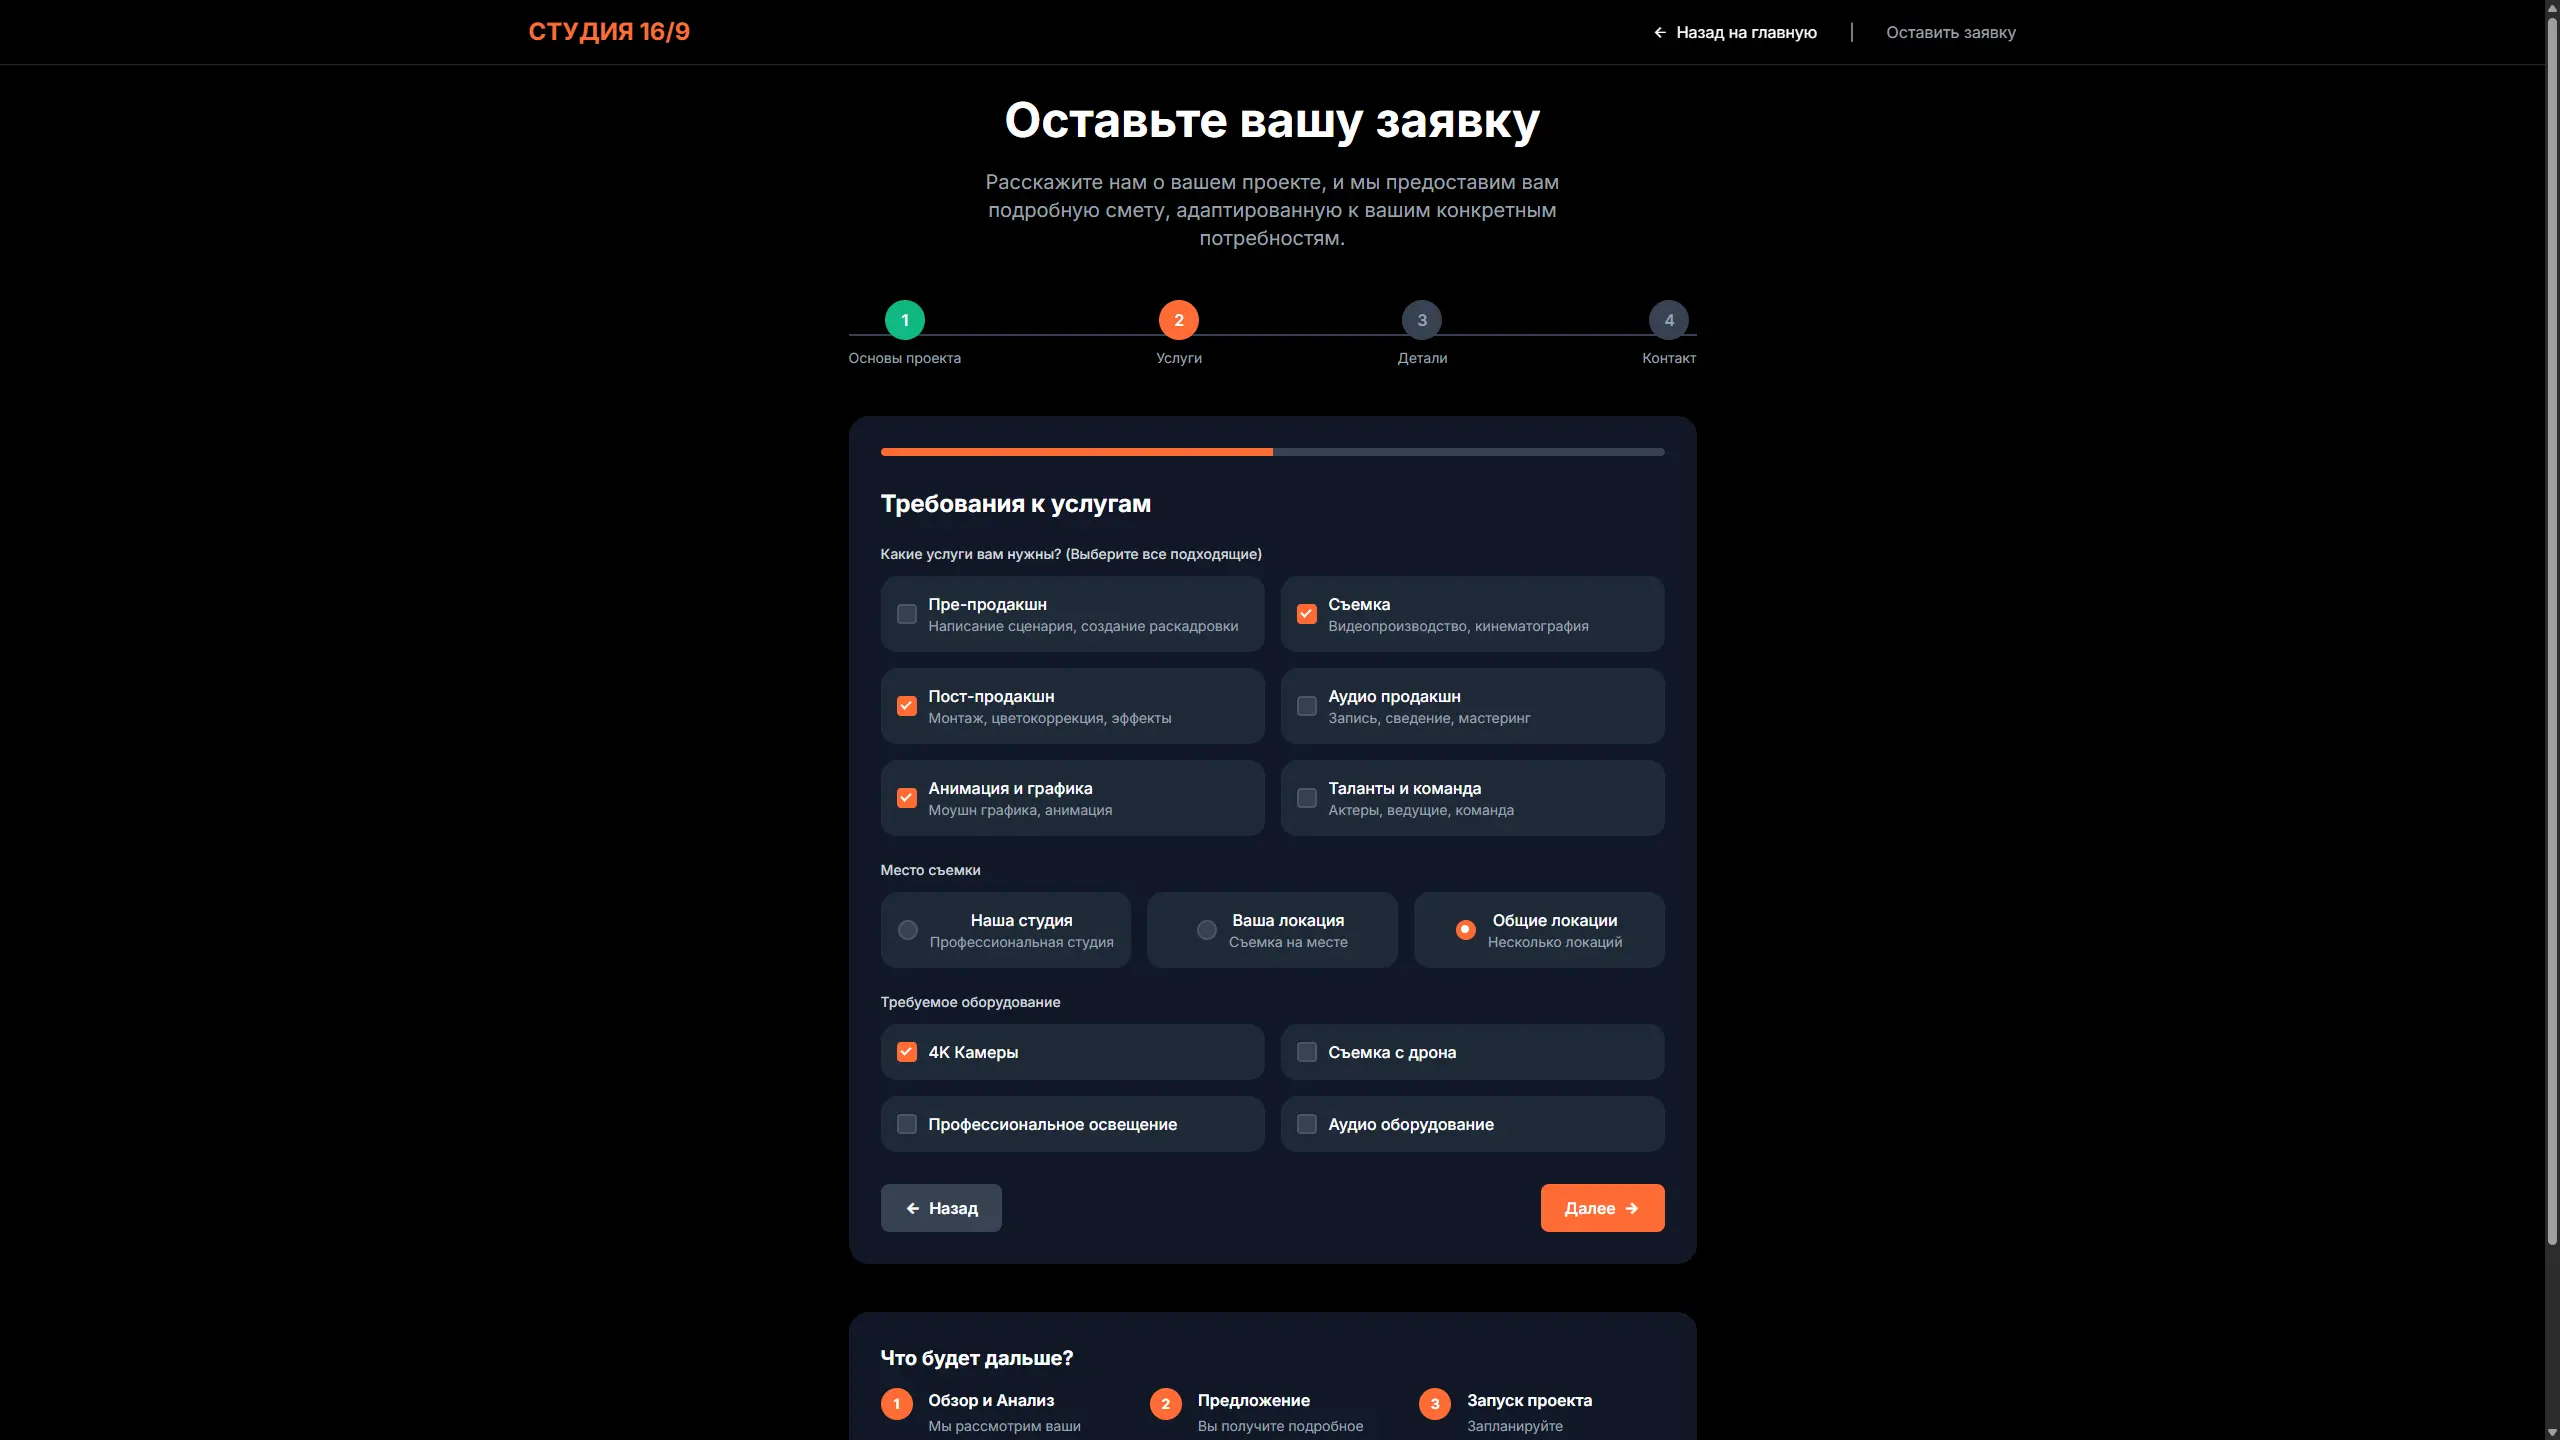 СТУДИЯ 16/9
← Назад на главную
Оставить заявку
Оставьте вашу заявку
Расскажите нам о вашем проекте, и мы предоставим вам
подробную смету, адаптированную к вашим конкретным
потребностям.
1
2
3
4
Основы проекта
Услуги
Детали
Контакт
Требования к услугам
Какие услуги вам нужны? (Выберите все подходящие)
Пре-продакшн
Написание сценария, создание раскадровки
Съемка
Видеопроизводство, кинематография
Пост-продакшн
Монтаж, цветокоррекция, эффекты
Аудио продакшн
Запись, сведение, мастеринг
Анимация и графика
Моушн графика, анимация
Таланты и команда
Актеры, ведущие, команда
Место съемки
Наша студия
Профессиональная студия
Ваша локация
Съемка на месте
Общие локации
Несколько локаций
Требуемое оборудование
4K Камеры
Съемка с дрона
Профессиональное освещение
Аудио оборудование
← Назад
Далее →
Что будет дальше?
1
Обзор и Анализ
Мы рассмотрим ваши
2
Предложение
Вы получите подробное
3
Запуск проекта
Запланируйте